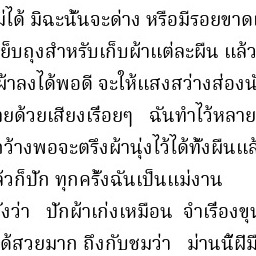 ได้ มิฉะนั้นจะด่าง หรือมีรอยขาด
ย็บถุงสำหรับเก็บผ้าแต่ละผืน แล้ว
ผ้าลงได้พอดี จะให้แสงสว่างส่องนั
ยด้วยเสียงเรื่อยๆ ฉันทำไว้หลาย
ว้างพอจะตรึงผ้านุ่งไว้ได้ทั้งผืนแล้
ล้วก็ปัก ทุกครั้งฉันเป็นแม่งาน
งว่า ปักผ้าเก่งเหมือน จำเรืองขุน
ด้สวยมาก ถึงกับชมว่า ม่านนี้ฝีมื